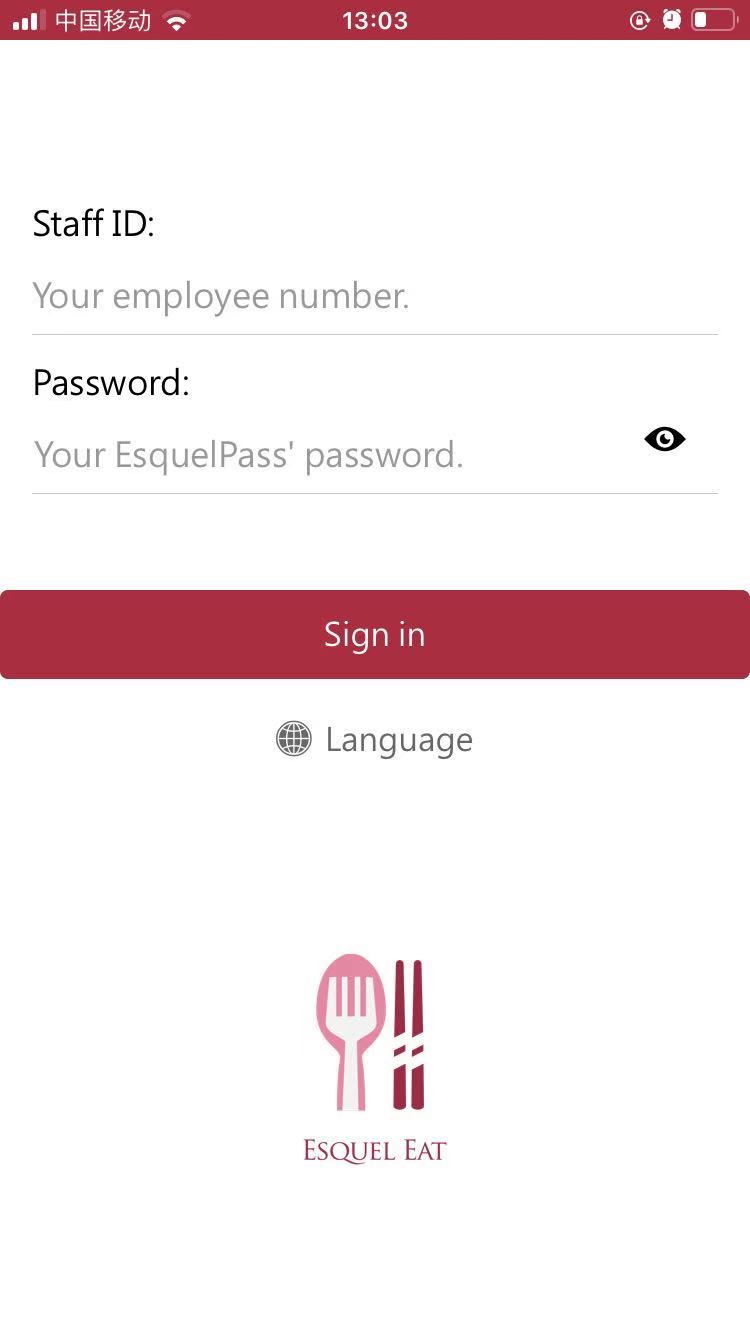 中国移动
13:03
Staff ID:
Your employee number.
Password:
Your EsquelPass' password.
Sign in
Language
ESQUEL EAT